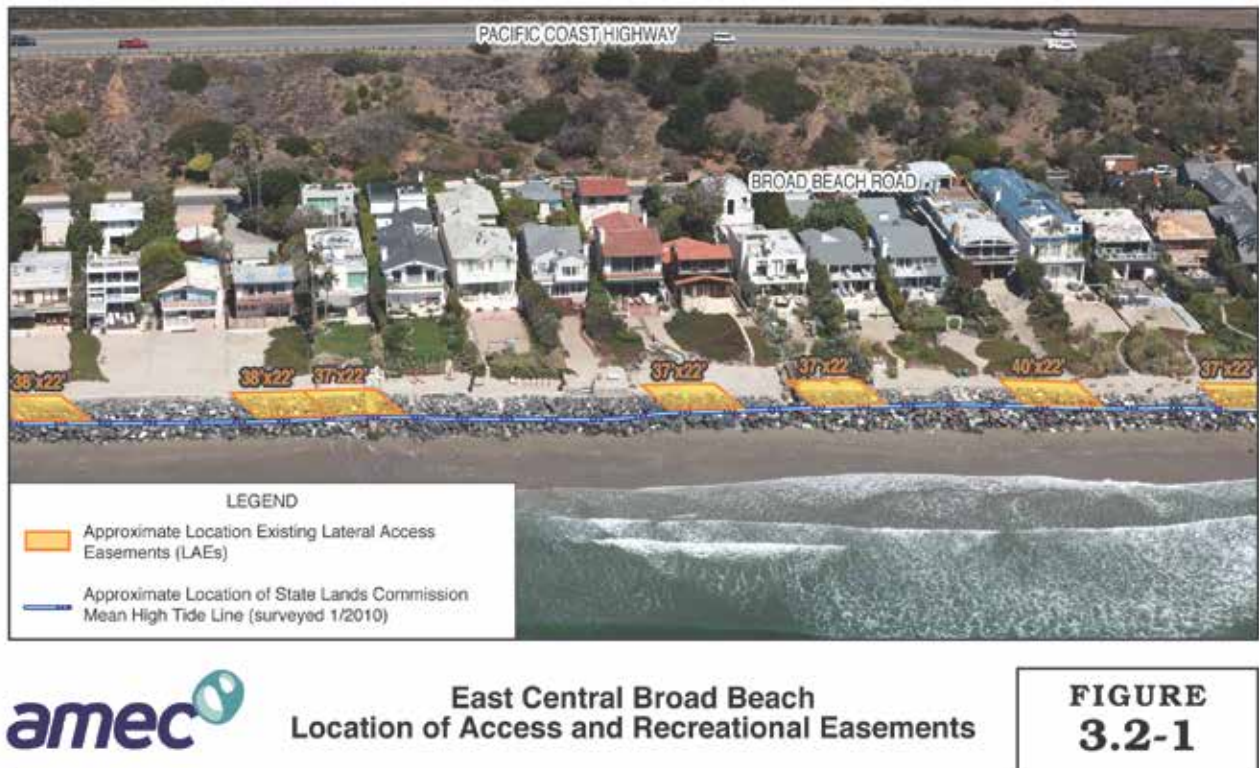 PACIFIC COAST HIGHWAY
BROAD BEACH ROAD
38'x22'
38'x22'
37'x22'
37'x22'
37'x22'
40'x22'
37'x22'
LEGEND
Approximate Location Existing Lateral Access
Easements (LAEs)
Approximate Location of State Lands Commission
Mean High Tide Line (surveyed 1/2010)
amec
East Central Broad Beach
Location of Access and Recreational Easements
FIGURE
3.2-1